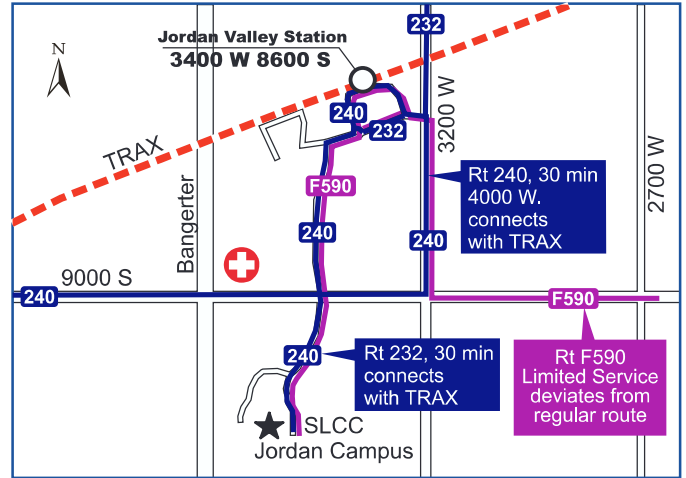 232
Jordan Valley Station
3400 W 8600 S
N
240
232
3200 W
TRAX
2700 W
Rt 240, 30 min
4000 W.
connects
with TRAX
F590
Bangerter
240
240
9000 S
240
F590
240
Rt 232, 30 min
connects
with TRAX
Rt F590
Limited Service
deviates from
regular route
SLCC
Jordan Campus